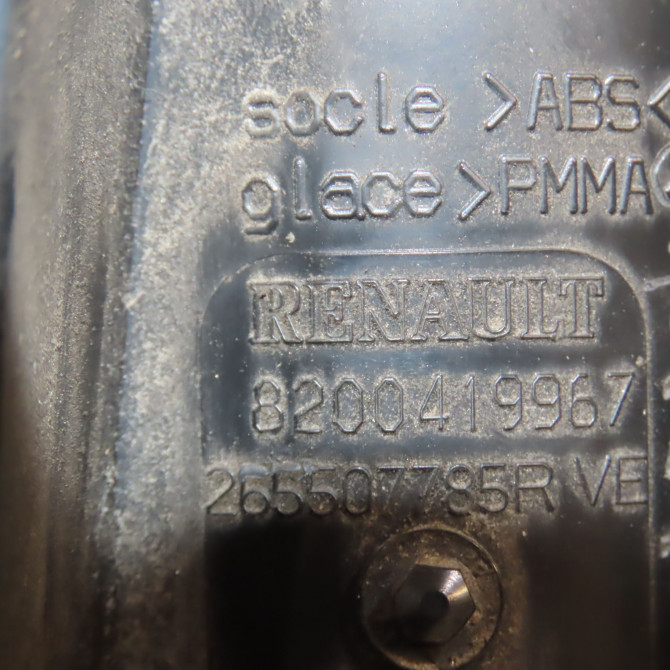 socle >ABS<
glace >PMMA
RENAULT
8200419967
265507785R VE